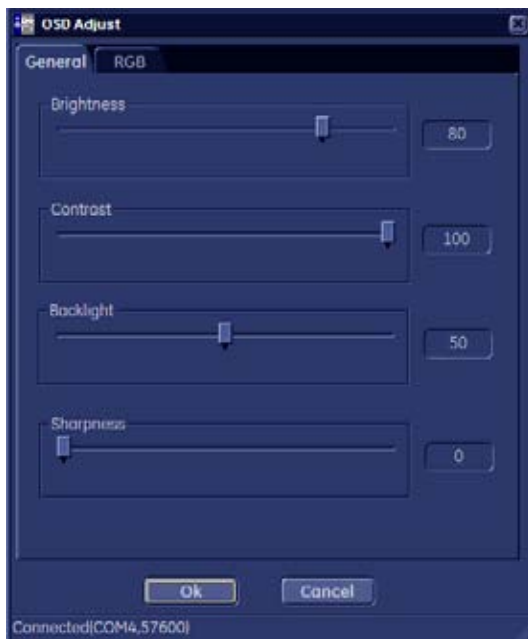 OSD Adjust
General RGB
Brightness
80
Contrast
100
Backlight
50
Sharpness
0
Ok Cancel
Connected(COM4,57600)